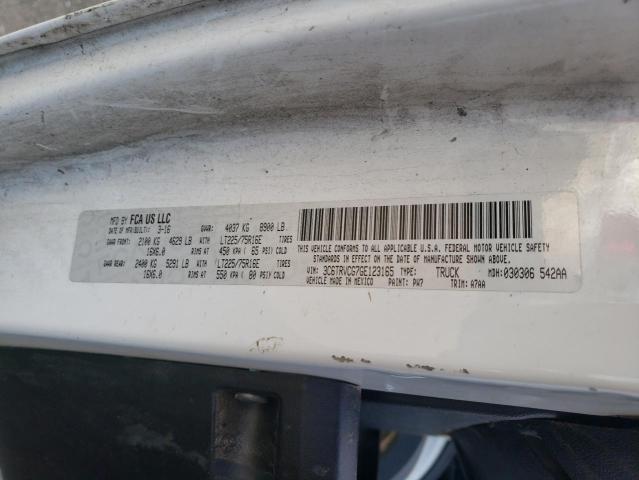 MFD BY FCA US LLC
DATE OF MFR/BUILT: 3-16 GVWR: 4037 KG 8900 LB
GAWR FRONT: 2100 KG 4629 LB WITH LT225/75R16E TIRES
16X6.0 RIMS AT 450 KPA ( 65 PSI) COLD
GAWR REAR: 2400 KG 5291 LB WITH LT225/75R16E TIRES
16X6.0 RIMS AT 550 KPA ( 80 PSI) COLD
THIS VEHICLE CONFORMS TO ALL APPLICABLE U.S.A. FEDERAL MOTOR VEHICLE SAFETY
STANDARDS IN EFFECT ON THE DATE OF MANUFACTURE SHOWN ABOVE.
VIN: 3C6TRVCG7GE123165 TYPE: TRUCK MDH: 030306 542AA
VEHICLE MADE IN MEXICO PAINT: PW7 TRIM: A7AA